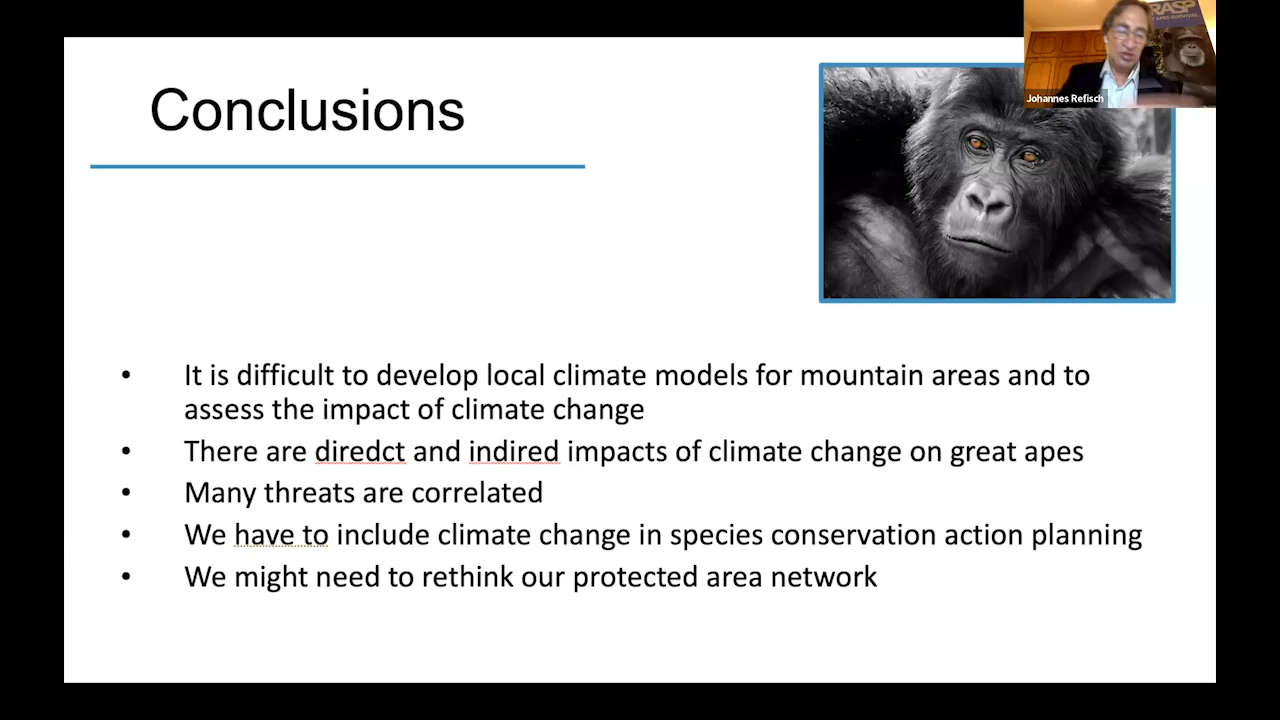 RASP
APES SURVIVAL
Johannes Refisch
Conclusions
• It is difficult to develop local climate models for mountain areas and to
assess the impact of climate change
• There are diredct and indired impacts of climate change on great apes
• Many threats are correlated
• We have to include climate change in species conservation action planning
• We might need to rethink our protected area network